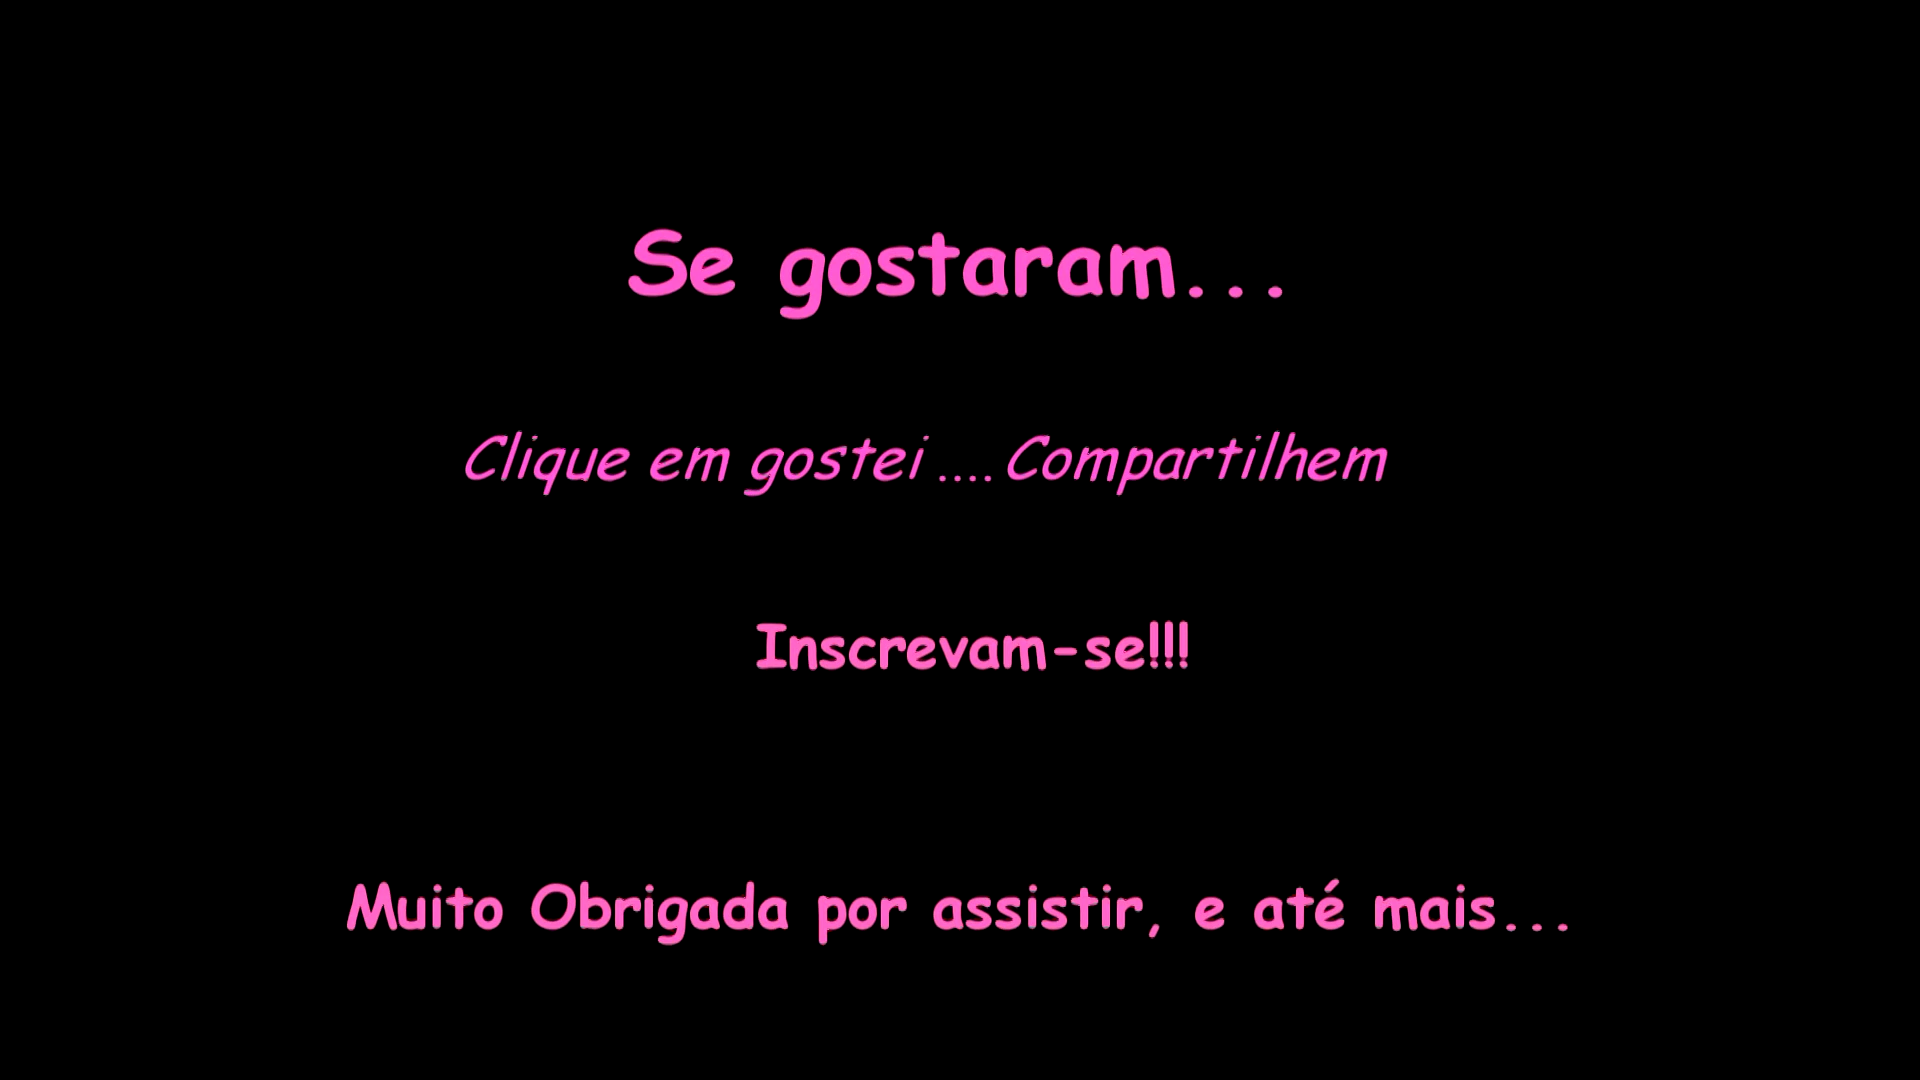 Se gostaram...
Clique em gostei .... Compartilhem
Inscrevam-se!!!
Muito Obrigada por assistir, e até mais...